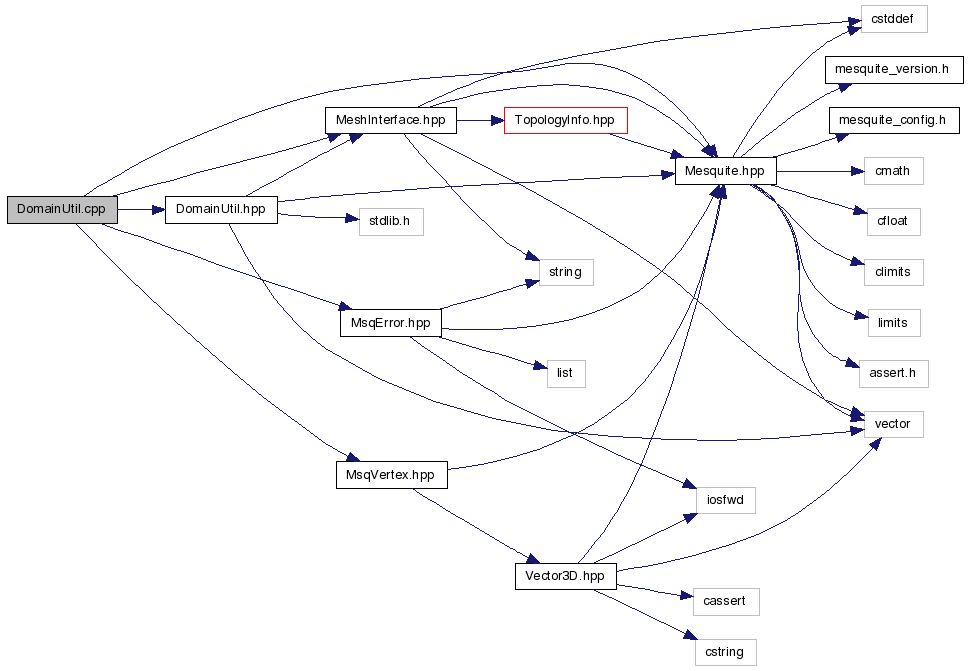 cstddef
mesquite_version.h
MeshInterface.hpp
TopologyInfo.hpp
mesquite_config.h
Mesquite.hpp
cmath
DomainUtil.cpp
DomainUtil.hpp
stdlib.h
cfloat
string
climits
MsqError.hpp
limits
list
assert.h
vector
MsqVertex.hpp
iosfwd
Vector3D.hpp
cassert
cstring